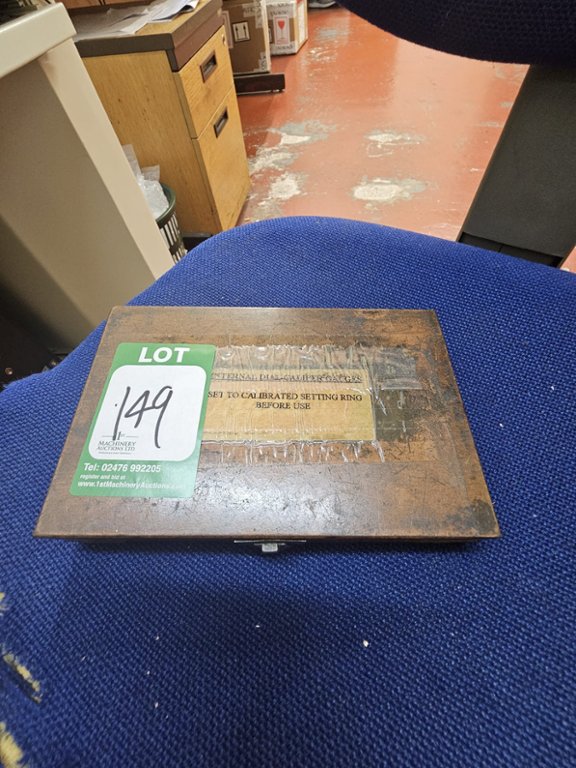 LOT
149
1st
MACHINERY
AUCTIONS LTD
Tel: 02476 992205
register and bid at
www.1stMachineryAuctions.com
INTERNAL DIAL CALIPER GAUGES
SET TO CALIBRATED SETTING RING
BEFORE USE